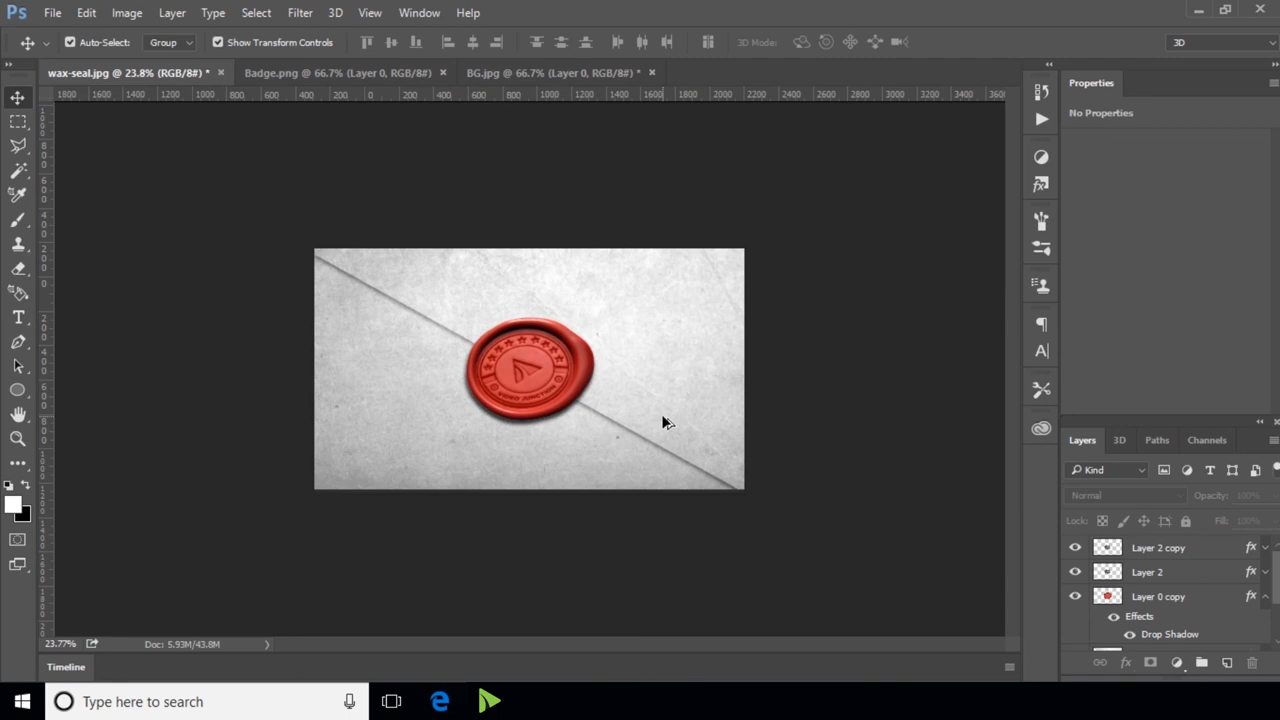 Ps File Edit Image Layer Type Select Filter 3D View Window Help
Auto-Select: Group Show Transform Controls 3D Mode: 3D
wax-seal.jpg @ 23.8% (RGB/8#) * × Badge.png @ 66.7% (Layer 0, RGB/8#) × BG.jpg @ 66.7% (Layer 0, RGB/8#) * ×
1800 1600 1400 1200 1000 800 600 400 200 0 200 400 600 800 1000 1200 1400 1600 1800 2000 2200 2400 2600 2800 3000 3200 3400 3600
Properties
No Properties
VIDEO JUNCTION
Layers 3D Paths Channels
Kind
Normal Opacity: 100%
Lock: Fill: 100%
Layer 2 copy fx
Layer 2 fx
Layer 0 copy fx
Effects
Drop Shadow
23.77% Doc: 5.93M/43.8M
Timeline
Type here to search